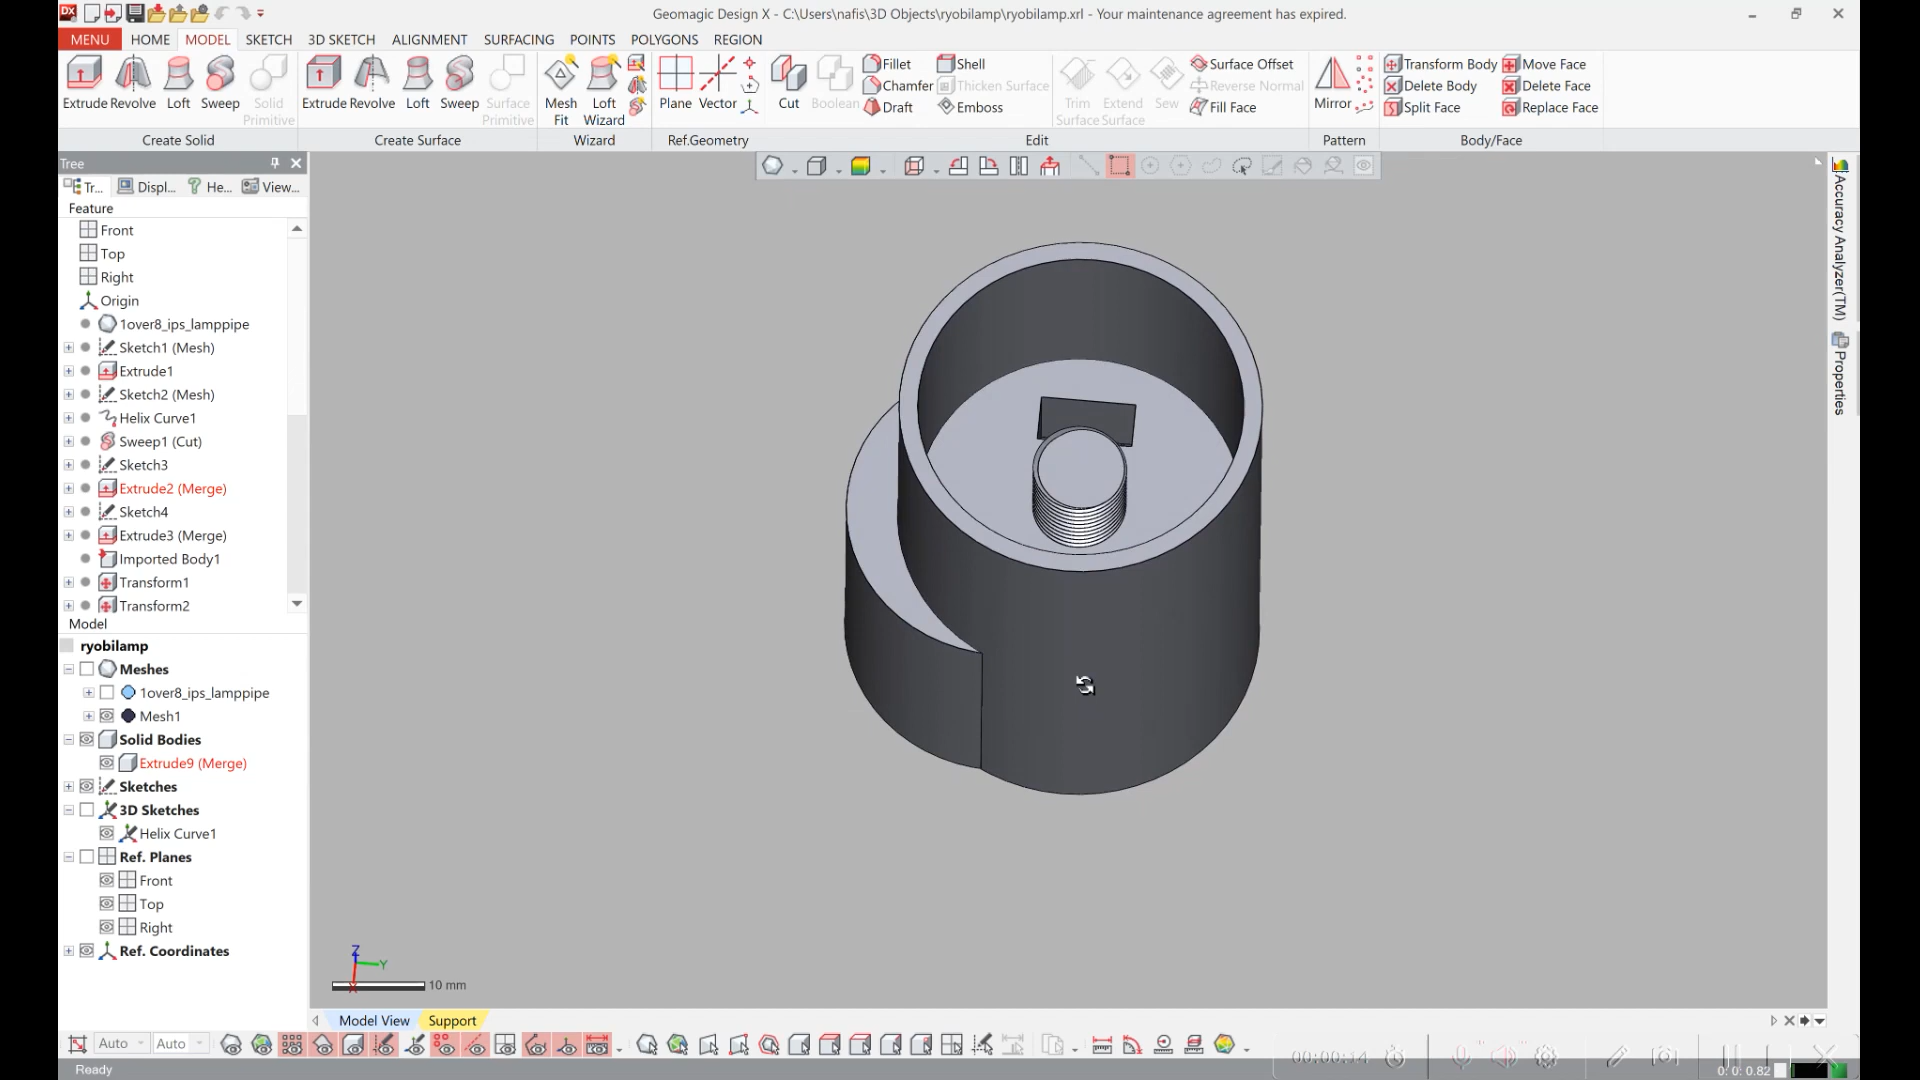 Geomagic Design X - C:\Users\nafis\3D Objects\ryobilamp\ryobilamp.xrl - Your maintenance agreement has expired.
MENU HOME MODEL SKETCH 3D SKETCH ALIGNMENT SURFACING POINTS POLYGONS REGION
Extrude Revolve Loft Sweep Solid Primitive
Create Solid
Extrude Revolve Loft Sweep Surface Primitive
Create Surface
Mesh Fit Loft Wizard
Wizard
Plane Vector
Ref.Geometry
Cut Boolean
Fillet Shell
Chamfer Thicken Surface
Draft Emboss
Trim Surface Extend Surface Sew
Surface Offset
Reverse Normal
Fill Face
Edit
Mirror
Pattern
Transform Body Move Face
Delete Body Delete Face
Split Face Replace Face
Body/Face
Tree
Tr... Displ... He... View...
Feature
Front
Top
Right
Origin
1over8_ips_lamppipe
Sketch1 (Mesh)
Extrude1
Sketch2 (Mesh)
Helix Curve1
Sweep1 (Cut)
Sketch3
Extrude2 (Merge)
Sketch4
Extrude3 (Merge)
Imported Body1
Transform1
Transform2
Model
ryobilamp
Meshes
1over8_ips_lamppipe
Mesh1
Solid Bodies
Extrude9 (Merge)
Sketches
3D Sketches
Helix Curve1
Ref. Planes
Front
Top
Right
Ref. Coordinates
Accuracy Analyzer(TM)
Properties
Z
Y
X
10 mm
Model View Support
Auto Auto
00:00:14
Ready
0: 0: 0.82